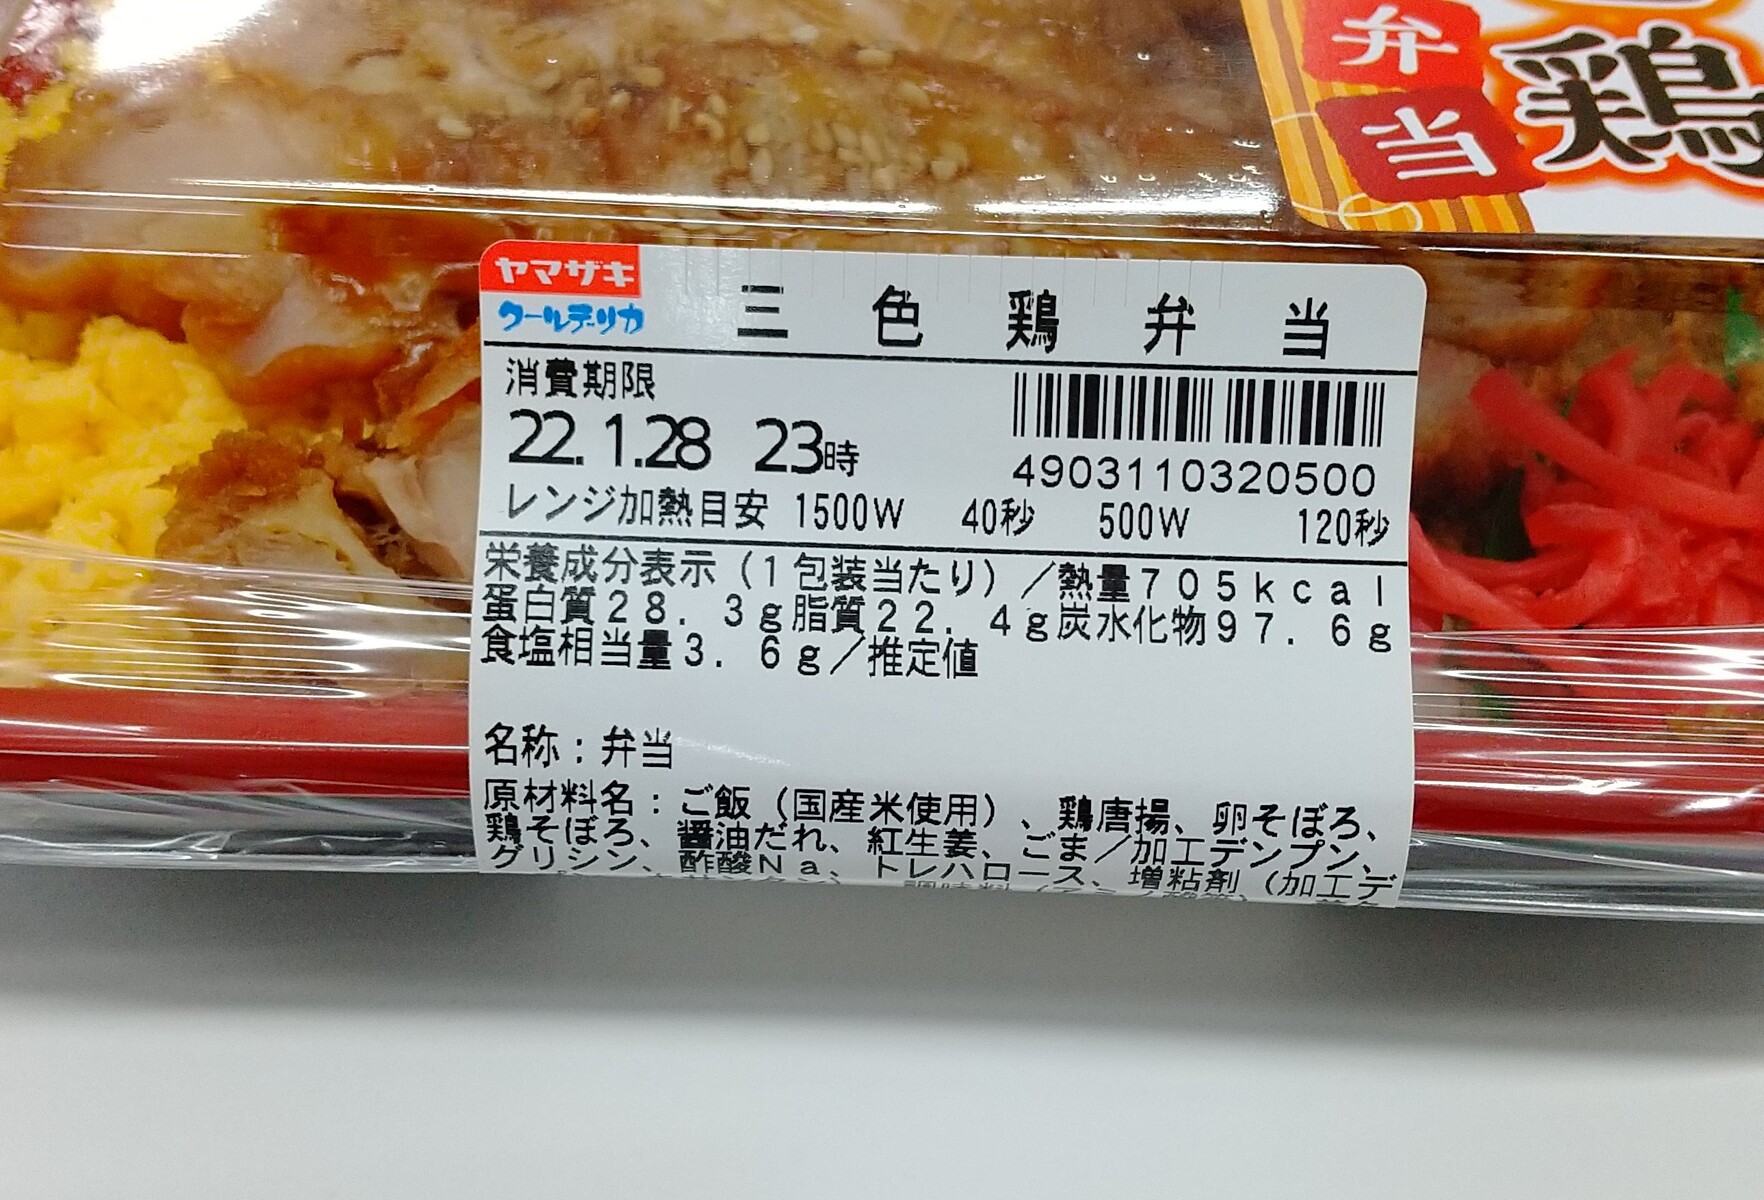 弁当
鶏
ヤマザキ
クールデリカ
三色鶏弁当
消費期限
22.1.28 23時
4903110320500
レンジ加熱目安 1500W 40秒 500W 120秒
栄養成分表示（1包装当たり）／熱量705kcal
蛋白質28.3g脂質22.4g炭水化物97.6g
食塩相当量3.6g／推定値
名称：弁当
原材料名：ご飯（国産米使用）、鶏唐揚、卵そぼろ、
鶏そぼろ、醤油だれ、紅生姜、ごま／加工デンプン、
グリシン、酢酸Na、トレハロース、増粘剤（加工デ